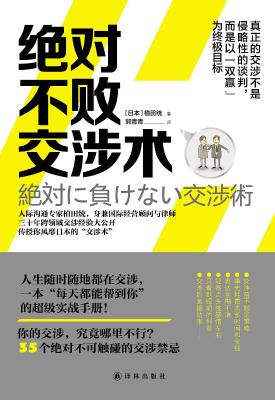 真正的交涉不是
侵略性的谈判，
而是以『双赢』
为终极目标
绝对
不败
交涉术
［日本］植田统 著
郭青青 译
絶対に負けない交渉術
人际沟通专家植田统，身兼国际经营顾问与律师
三十年跨领域交涉经验大公开
传授你风靡日本的“交涉术”
人生随时随地都在交涉，
一本“每天都能帮到你”
的超级实战手册！
你的交涉，究竟哪里不行？
35个绝对不可触碰的交涉禁忌
译林出版社